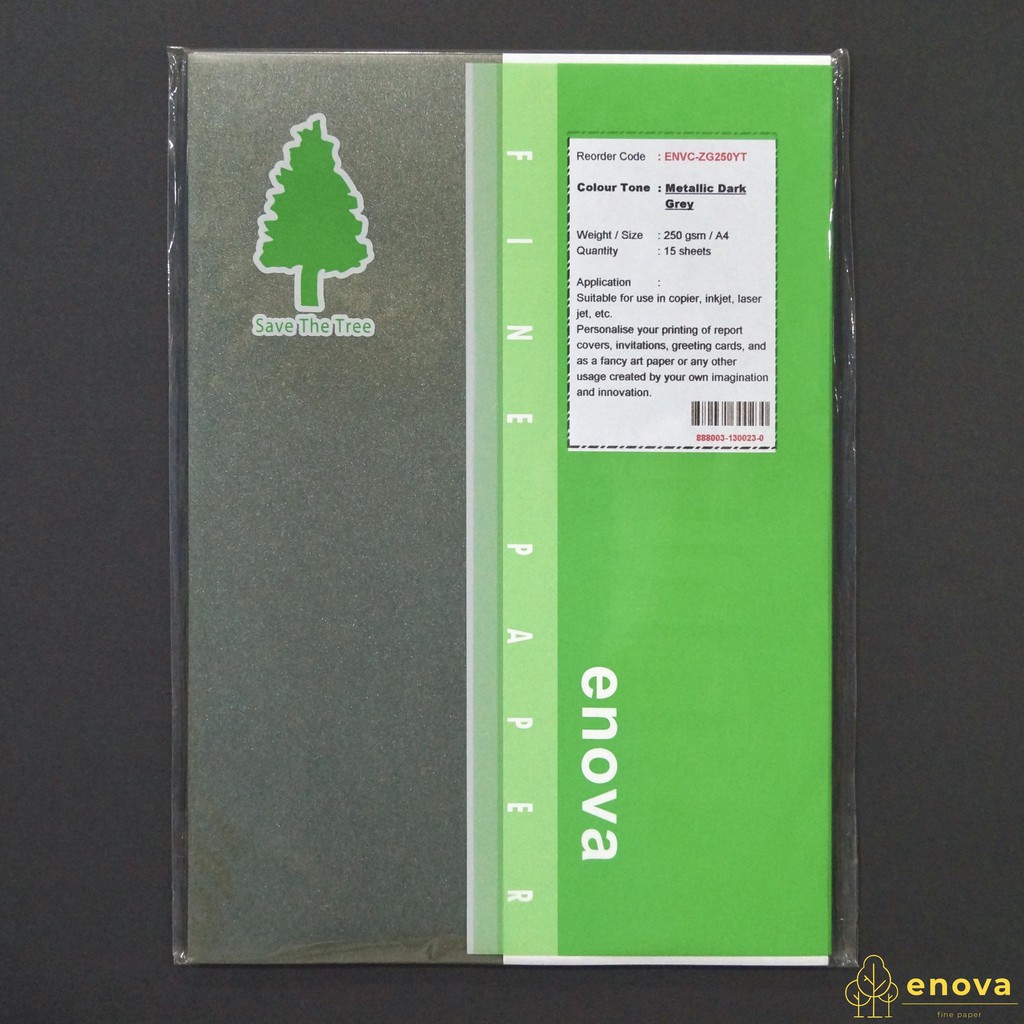 Save The Tree
FINE PAPER
Reorder Code : ENVC-ZG250YT
Colour Tone : Metallic Dark
Grey
Weight / Size : 250 gsm / A4
Quantity : 15 sheets
Application :
Suitable for use in copier, inkjet, laser
jet, etc.
Personalise your printing of report
covers, invitations, greeting cards, and
as a fancy art paper or any other
usage created by your own imagination
and innovation.
888003-130023-0
enova
enova
fine paper